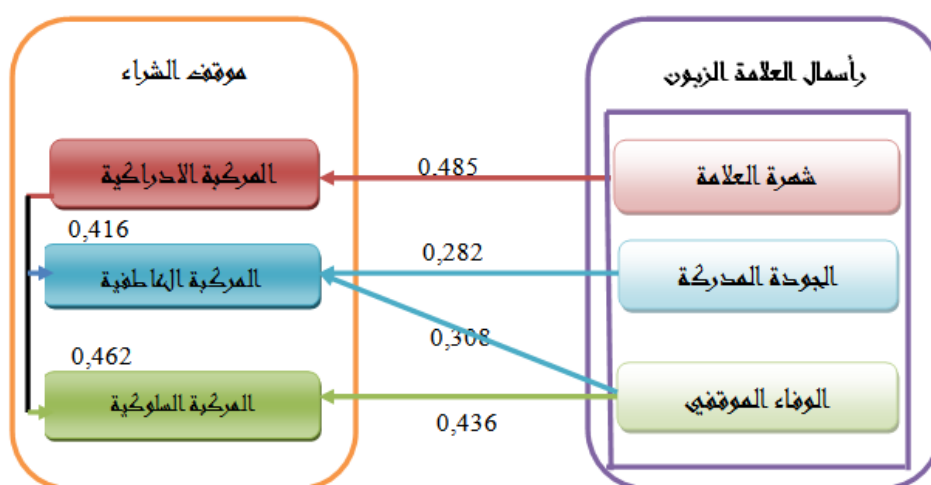 رأسمال العلامة الزبون
موقف الشراء
شهرة العلامة
0.485
المركبة الادراكية
0,416
الجودة المدركة
0,282
المركبة العاطفية
0,308
0,462
الوفاء الموقفي
0,436
المركبة السلوكية